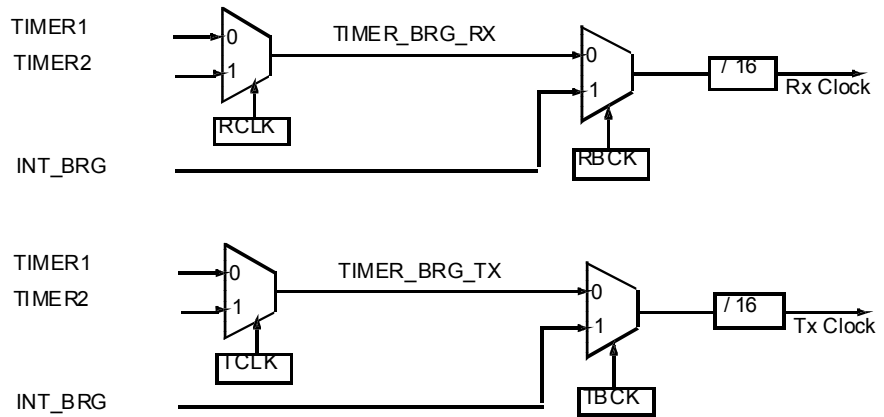 TIMER1
0
TIMER_BRG_RX
TIMER2
0
/ 16
1
1
Rx Clock
RCLK
INT_BRG
RBCK
TIMER1
0
TIMER_BRG_TX
TIMER2
0
/ 16
1
1
Tx Clock
TCLK
INT_BRG
TBCK